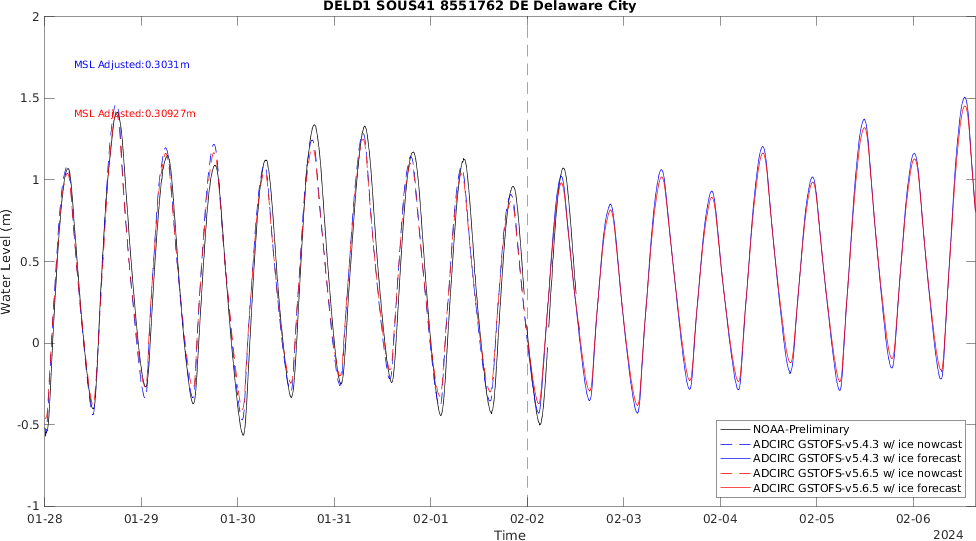 DELD1 SOUS41 8551762 DE Delaware City
MSL Adjusted:0.3031m
MSL Adjusted:0.30927m
Water Level (m)
2
1.5
1
0.5
0
-0.5
-1
NOAA-Preliminary
ADCIRC GSTOFS-v5.4.3 w/ ice nowcast
ADCIRC GSTOFS-v5.4.3 w/ ice forecast
ADCIRC GSTOFS-v5.6.5 w/ ice nowcast
ADCIRC GSTOFS-v5.6.5 w/ ice forecast
01-28 01-29 01-30 01-31 02-01 02-02 02-03 02-04 02-05 02-06
Time
2024